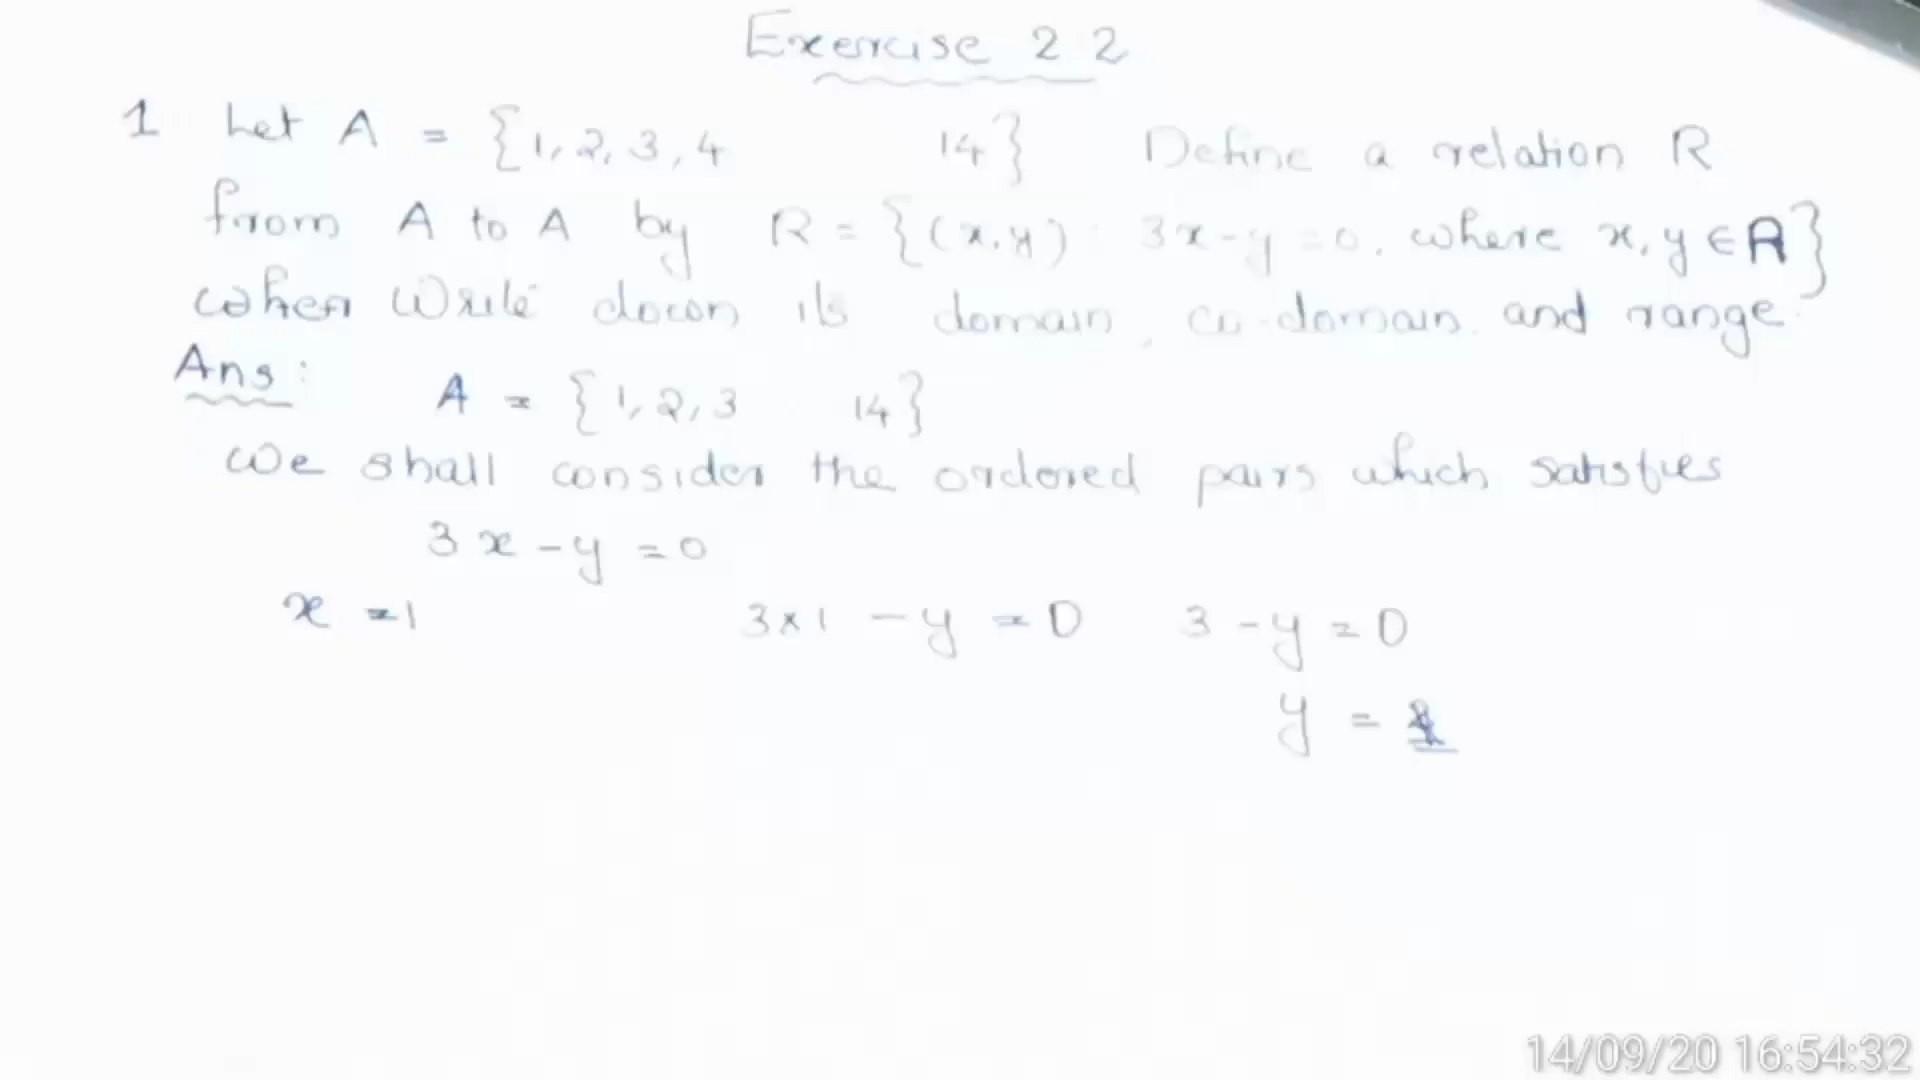 Exercise 2.2
1 Let A = {1, 2, 3, 4 14} Define a relation R
from A to A by R = {(x, y) : 3x - y = 0, where x, y ∈ A}
when write down its domain, co-domain and range.
Ans: A = {1, 2, 3 14}
We shall consider the ordered pairs which satisfies
3x - y = 0
x = 1 3×1 - y = 0 3 - y = 0
y =
14/09/20 16:54:32